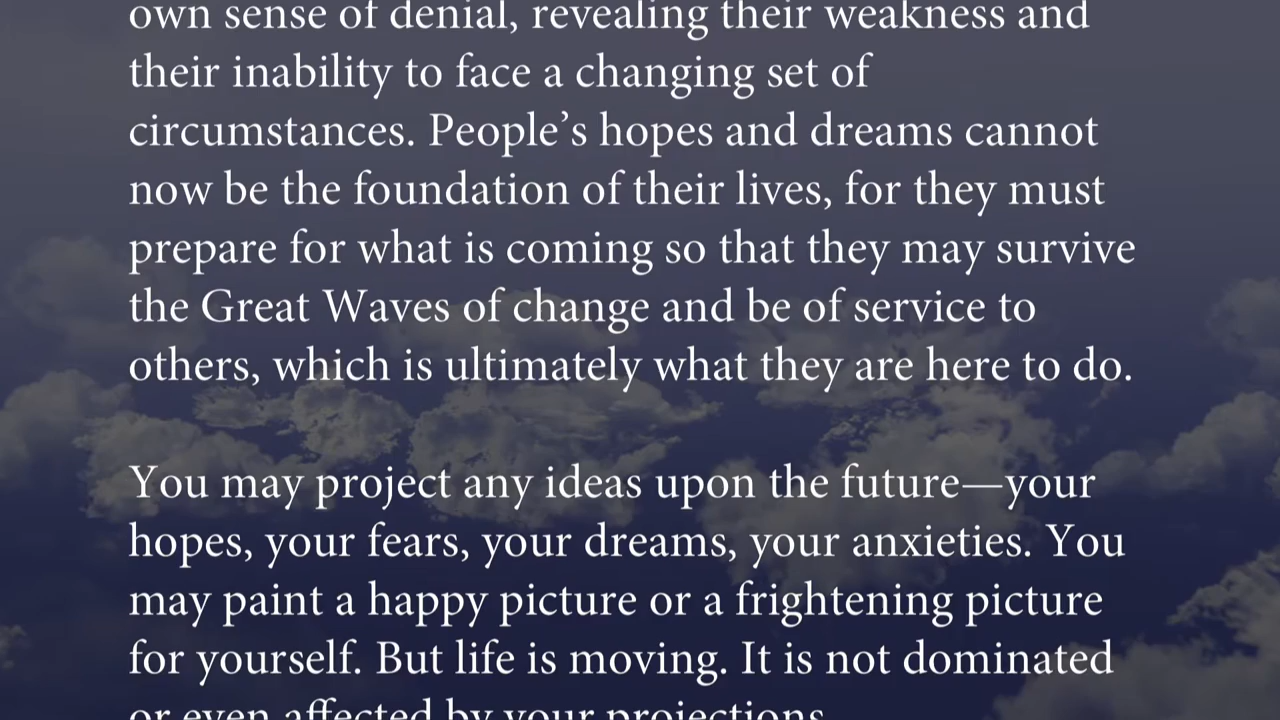 own sense of denial, revealing their weakness and
their inability to face a changing set of
circumstances. People’s hopes and dreams cannot
now be the foundation of their lives, for they must
prepare for what is coming so that they may survive
the Great Waves of change and be of service to
others, which is ultimately what they are here to do.
You may project any ideas upon the future—your
hopes, your fears, your dreams, your anxieties. You
may paint a happy picture or a frightening picture
for yourself. But life is moving. It is not dominated
or even affected by your projections.